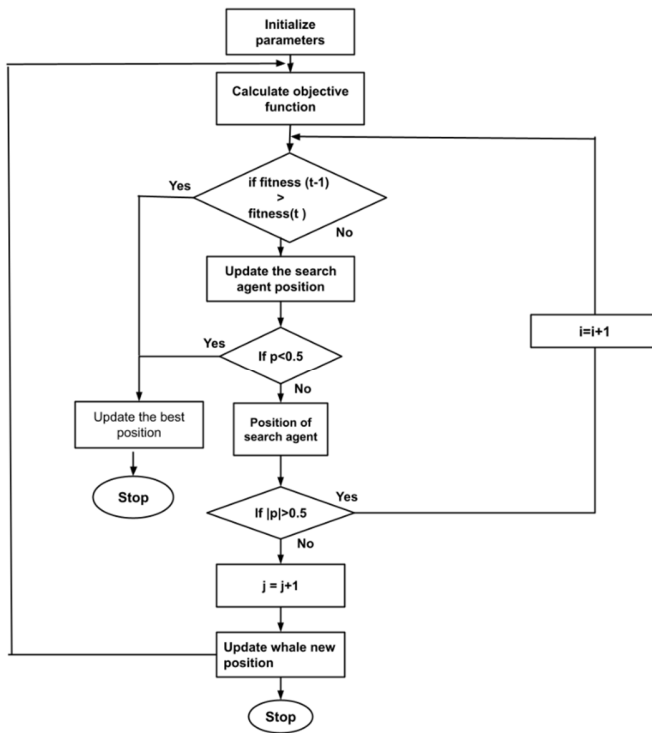 Initialize
parameters
Calculate objective
function
Yes
if fitness (t-1)
>
fitness(t )
No
Update the search
agent position
i=i+1
Yes
If p<0.5
No
Update the best
position
Position of
search agent
Stop
Yes
If |p|>0.5
No
j = j+1
Update whale new
position
Stop